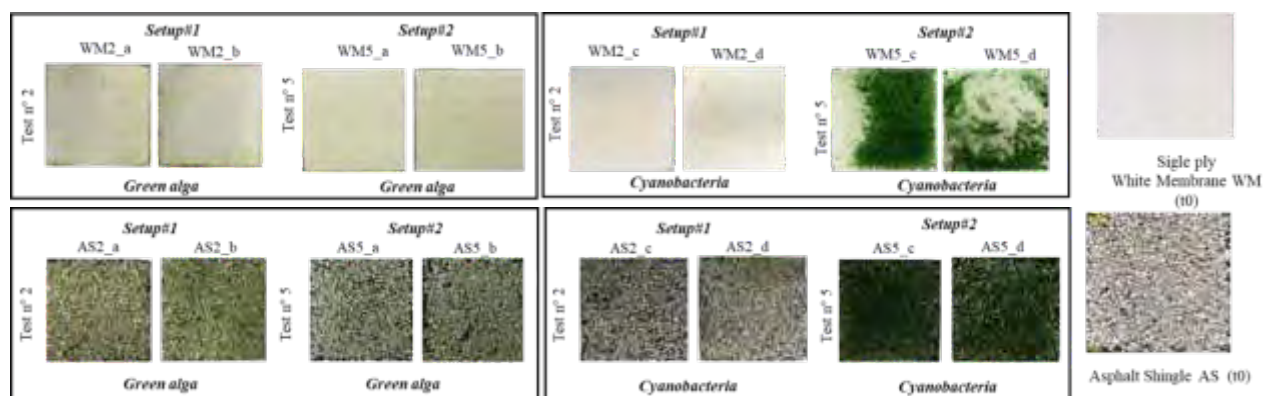 Setup#1 Setup#2
WM2_a WM2_b WM5_a WM5_b
Test n° 2
Test n° 5
Green alga Green alga
Setup#1 Setup#2
WM2_c WM2_d WM5_c WM5_d
Test n° 2
Test n° 5
Cyanobacteria Cyanobacteria
Sigle ply
White Membrane WM
(t0)
Setup#1 Setup#2
AS2_a AS2_b AS5_a AS5_b
Test n° 2
Test n° 5
Green alga Green alga
Setup#1 Setup#2
AS2_c AS2_d AS5_c AS5_d
Test n° 2
Test n° 5
Cyanobacteria Cyanobacteria
Asphalt Shingle AS (t0)